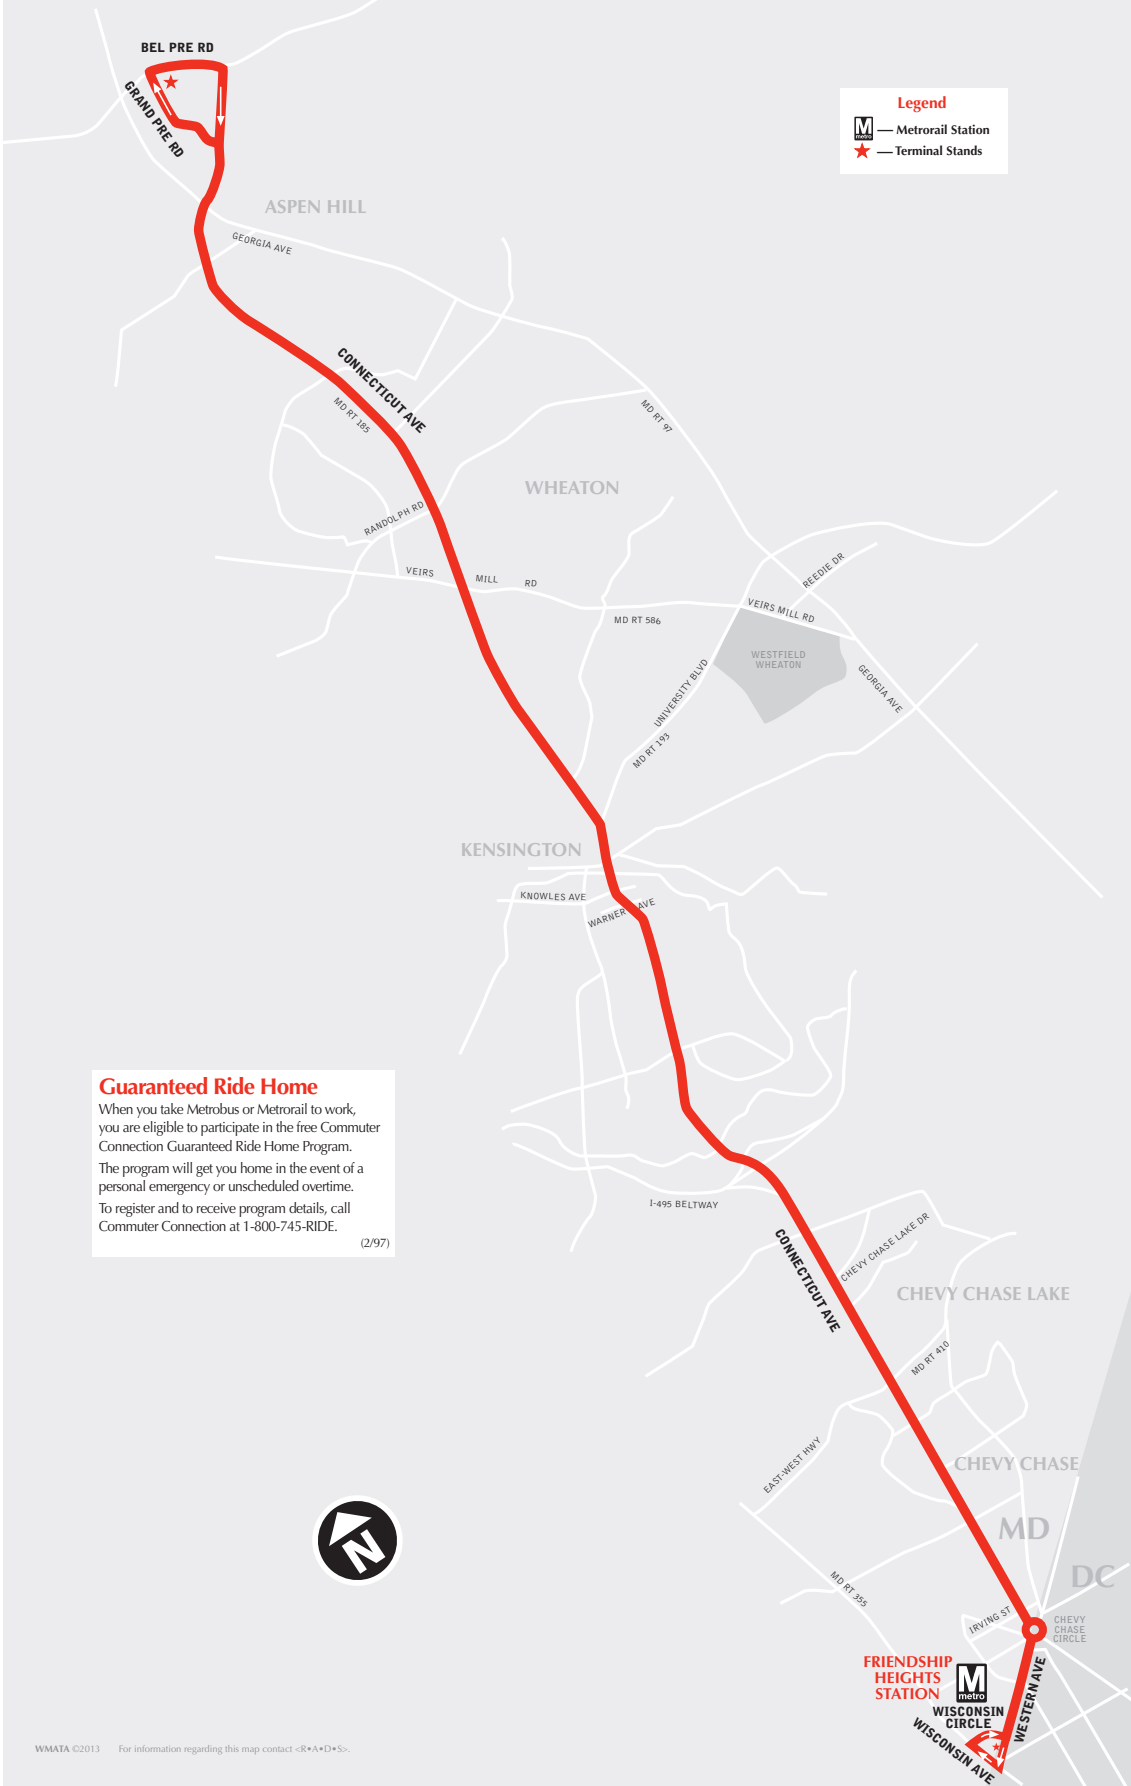 BEL PRE RD
GRAND PRE RD
Legend
M metro — Metrorail Station
— Terminal Stands
ASPEN HILL
GEORGIA AVE
CONNECTICUT AVE
MD RT 185
MD RT 97
WHEATON
RANDOLPH RD
VEIRS MILL RD
REEDIE DR
VEIRS MILL RD
MD RT 586
WESTFIELD
WHEATON
UNIVERSITY BLVD
GEORGIA AVE
MD RT 193
KENSINGTON
KNOWLES AVE
WARNER AVE
Guaranteed Ride Home
When you take Metrobus or Metrorail to work,
you are eligible to participate in the free Commuter
Connection Guaranteed Ride Home Program.
The program will get you home in the event of a
personal emergency or unscheduled overtime.
To register and to receive program details, call
Commuter Connection at 1-800-745-RIDE.
(2/97)
I-495 BELTWAY
CONNECTICUT AVE
CHEVY CHASE LAKE DR
CHEVY CHASE LAKE
MD RT 410
EAST-WEST HWY
CHEVY CHASE
N
MD
DC
MD RT 355
IRVING ST
CHEVY
CHASE
CIRCLE
FRIENDSHIP
HEIGHTS
STATION
M
metro
WISCONSIN
CIRCLE
WESTERN AVE
WISCONSIN AVE
WMATA ©2013 For information regarding this map contact <R•A•D•S>.